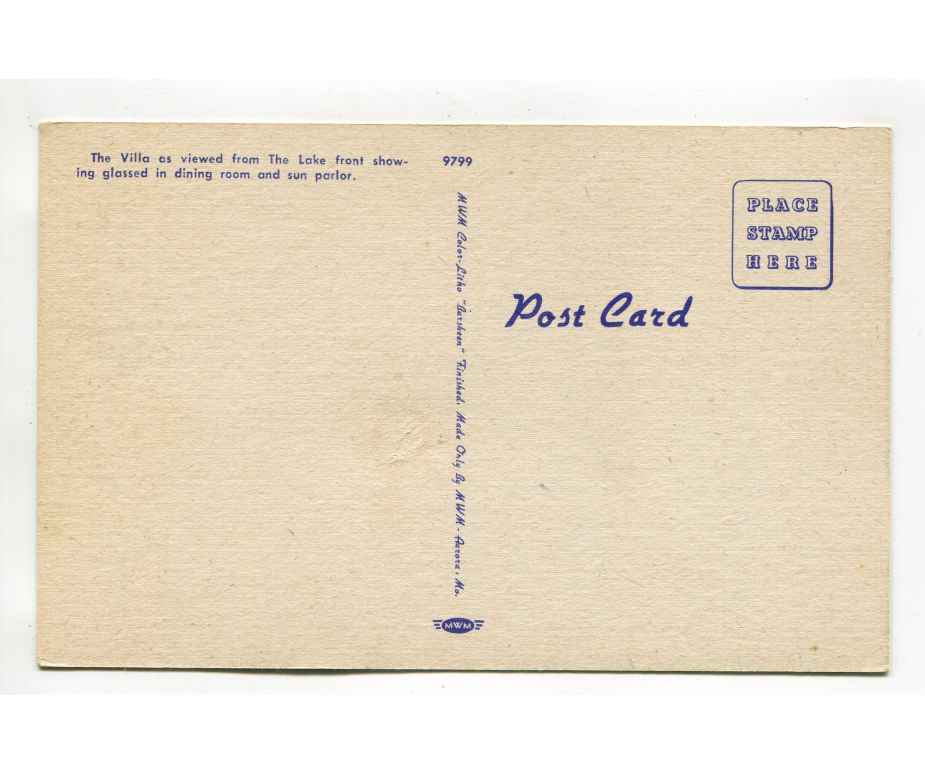 The Villa as viewed from The Lake front show-
ing glassed in dining room and sun parlor.
9799
PLACE
STAMP
HERE
Post Card
MWM Color-Litho "Varsheen" Finished. Made Only By MWM - Aurora, Mo.
MWM